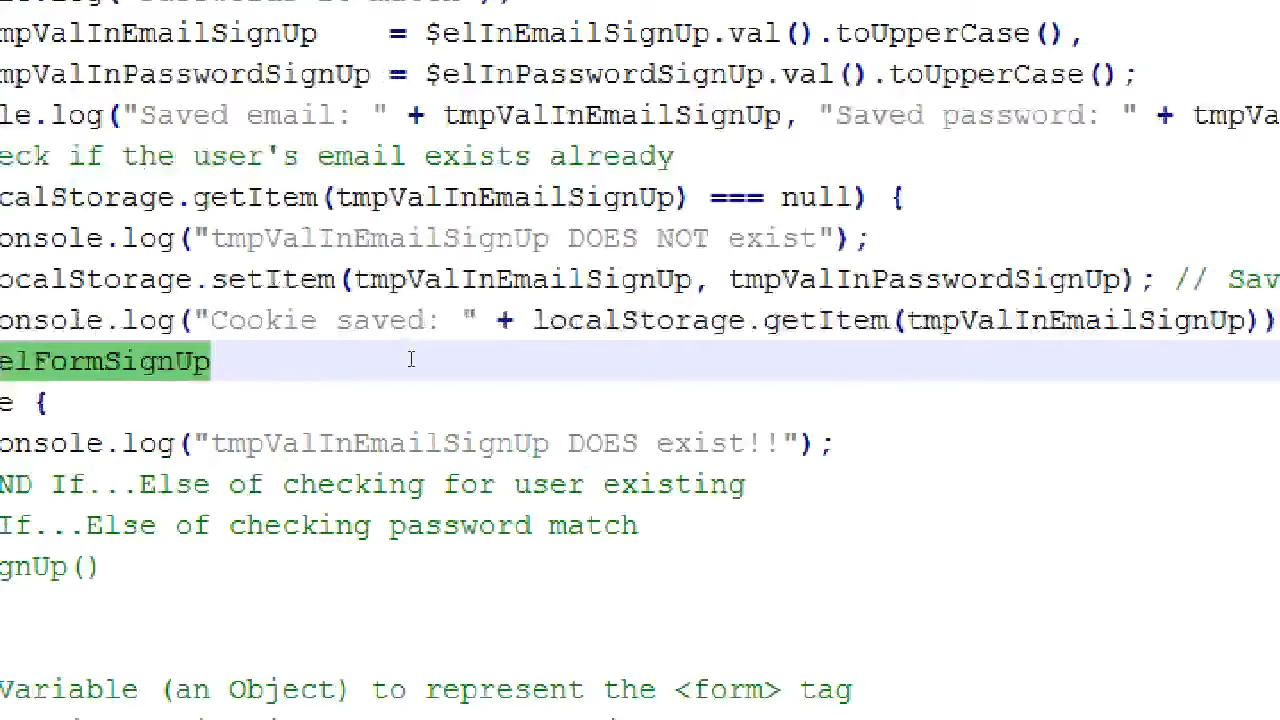 mpValInEmailSignUp    = $elInEmailSignUp.val().toUpperCase(),
mpValInPasswordSignUp = $elInPasswordSignUp.val().toUpperCase();
le.log("Saved email: " + tmpValInEmailSignUp, "Saved password: " + tmpVa
eck if the user's email exists already
calStorage.getItem(tmpValInEmailSignUp) === null) {
onsole.log("tmpValInEmailSignUp DOES NOT exist");
ocalStorage.setItem(tmpValInEmailSignUp, tmpValInPasswordSignUp); // Sav
onsole.log("Cookie saved: " + localStorage.getItem(tmpValInEmailSignUp))
elFormSignUp
e {
onsole.log("tmpValInEmailSignUp DOES exist!!");
ND If...Else of checking for user existing
If...Else of checking password match
gnUp()
Variable (an Object) to represent the <form> tag